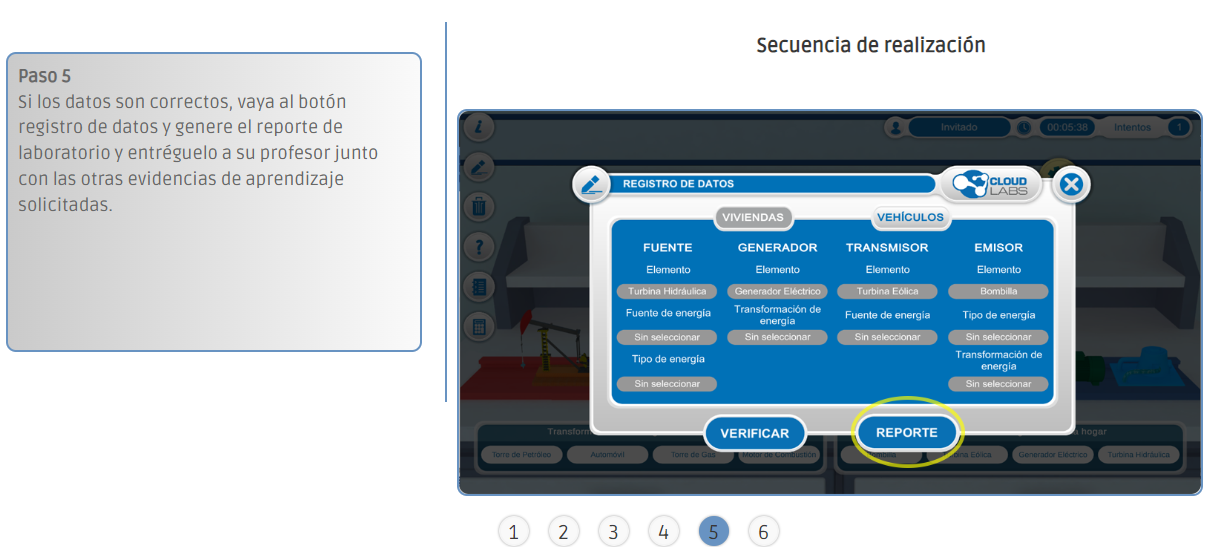 Secuencia de realización
Paso 5
Si los datos son correctos, vaya al botón
registro de datos y genere el reporte de
laboratorio y entréguelo a su profesor junto
con las otras evidencias de aprendizaje
solicitadas.
i
Invitado
00:05:38
Intentos
1
?
REGISTRO DE DATOS
CLOUD
LABS
VIVIENDAS
VEHÍCULOS
FUENTE GENERADOR TRANSMISOR EMISOR
Elemento Elemento Elemento Elemento
Turbina Hidráulica Generador Eléctrico Turbina Eólica Bombilla
Fuente de energía Transformación de energía Fuente de energía Tipo de energía
Sin seleccionar Sin seleccionar Sin seleccionar Sin seleccionar
Tipo de energía Transformación de energía
Sin seleccionar Sin seleccionar
VERIFICAR
REPORTE
hogar
Torre de Petróleo Automóvil Torre de Gas Motor de Combustión
Eólica Generador Eléctrico Turbina Hidráulica
1 2 3 4 5 6